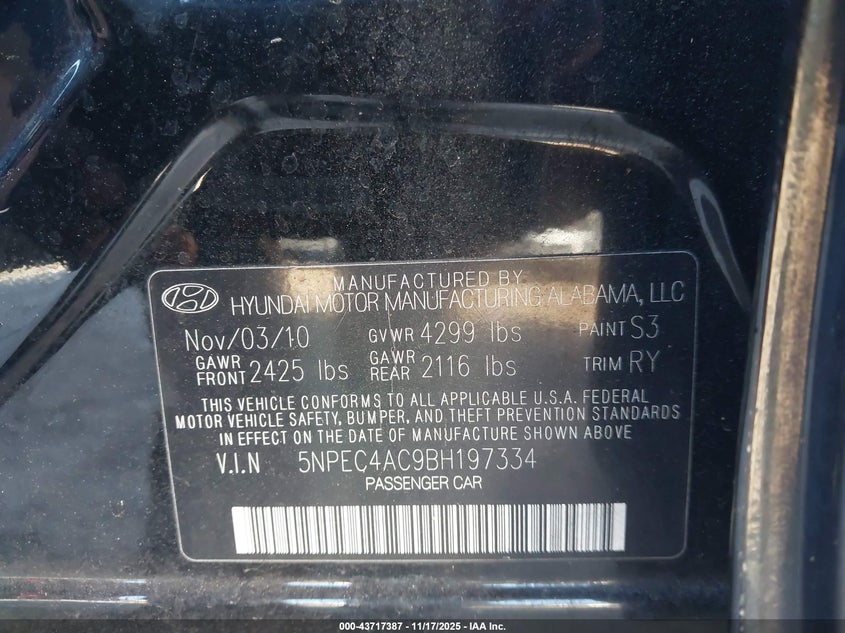 MANUFACTURED BY
HYUNDAI MOTOR MANUFACTURING ALABAMA, LLC
Nov/03/10 GVWR 4299 lbs PAINT S3
GAWR FRONT 2425 lbs GAWR REAR 2116 lbs TRIM RY
THIS VEHICLE CONFORMS TO ALL APPLICABLE U.S.A. FEDERAL
MOTOR VEHICLE SAFETY, BUMPER, AND THEFT PREVENTION STANDARDS
IN EFFECT ON THE DATE OF MANUFACTURE SHOWN ABOVE
V.I.N 5NPEC4AC9BH197334
PASSENGER CAR
000-43717387 - 11/17/2025 - IAA Inc.